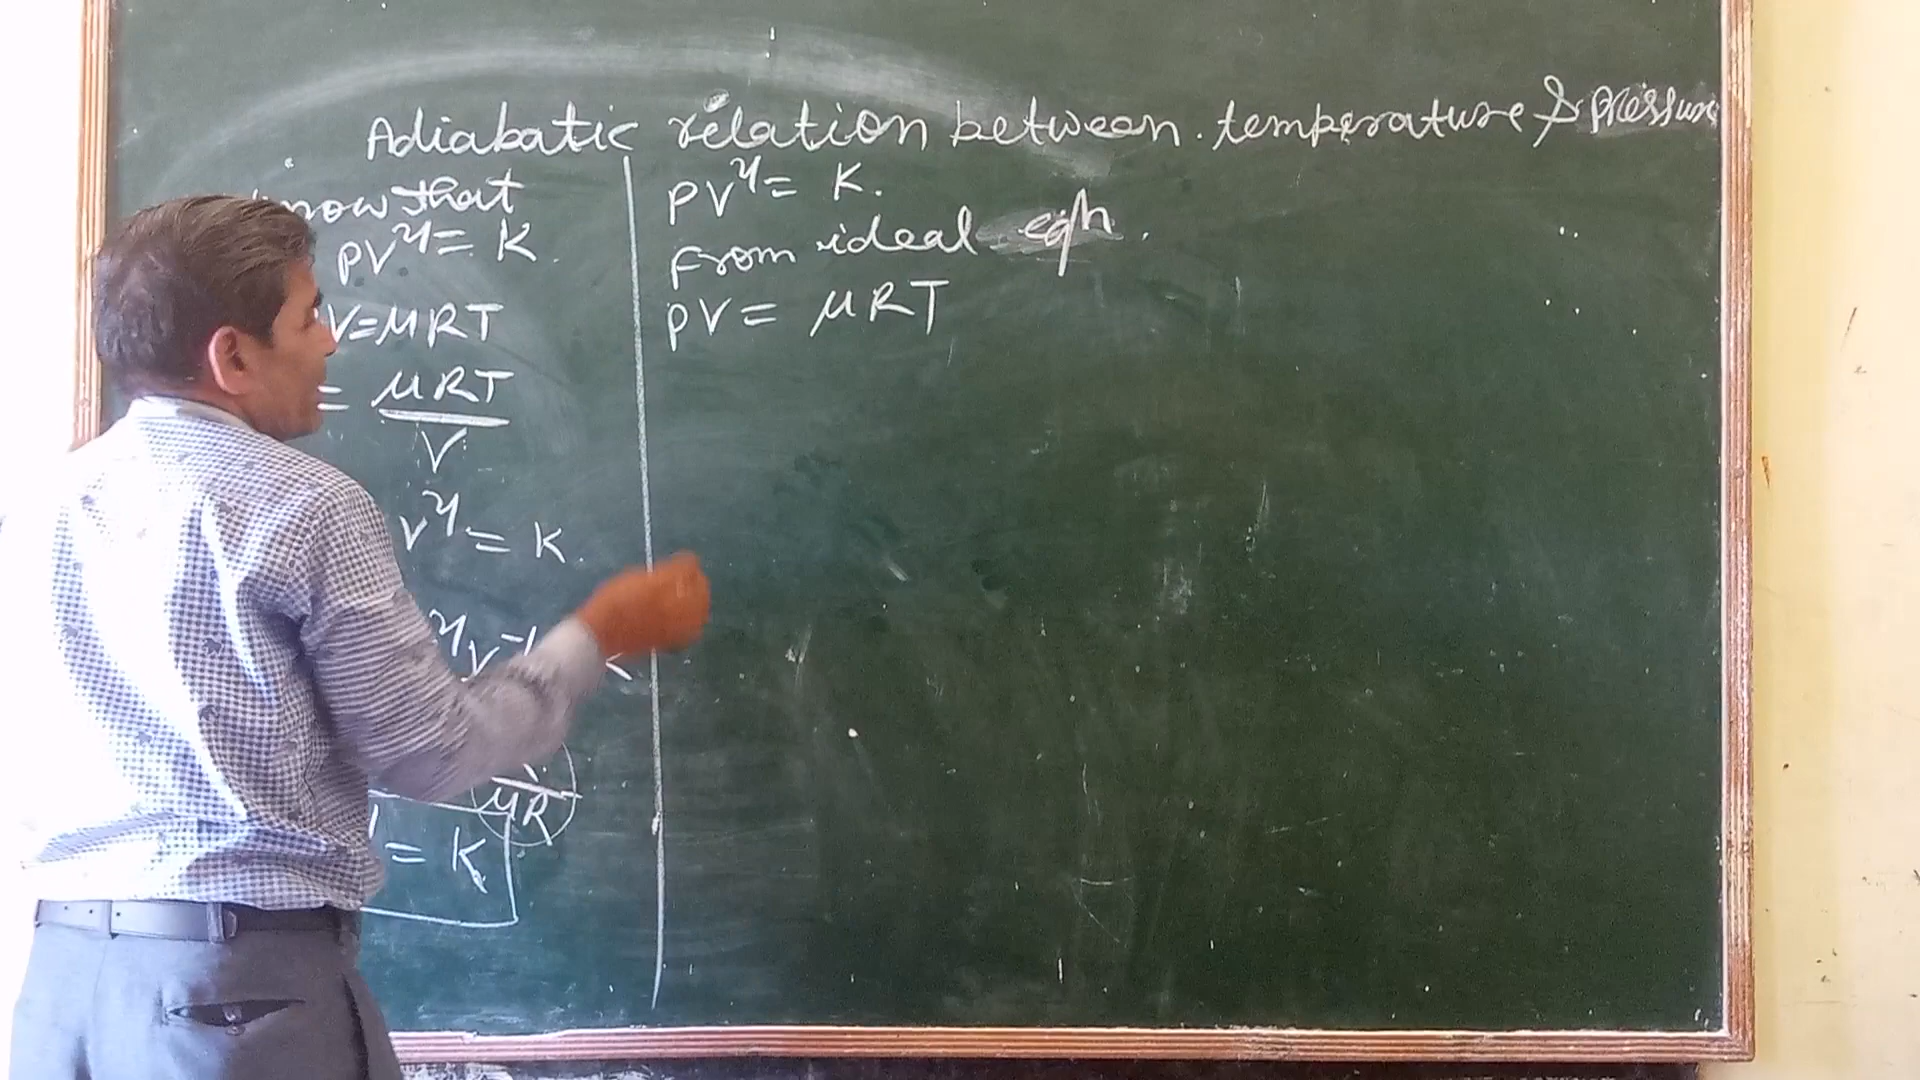 Adiabatic relation between temperature & pressure
know that
PV^γ = K.
V=μRT
= μRT
V
V^γ = K.
γ V^-1 K
μR
= K
PV^γ = K.
From ideal eqn.
PV = μRT